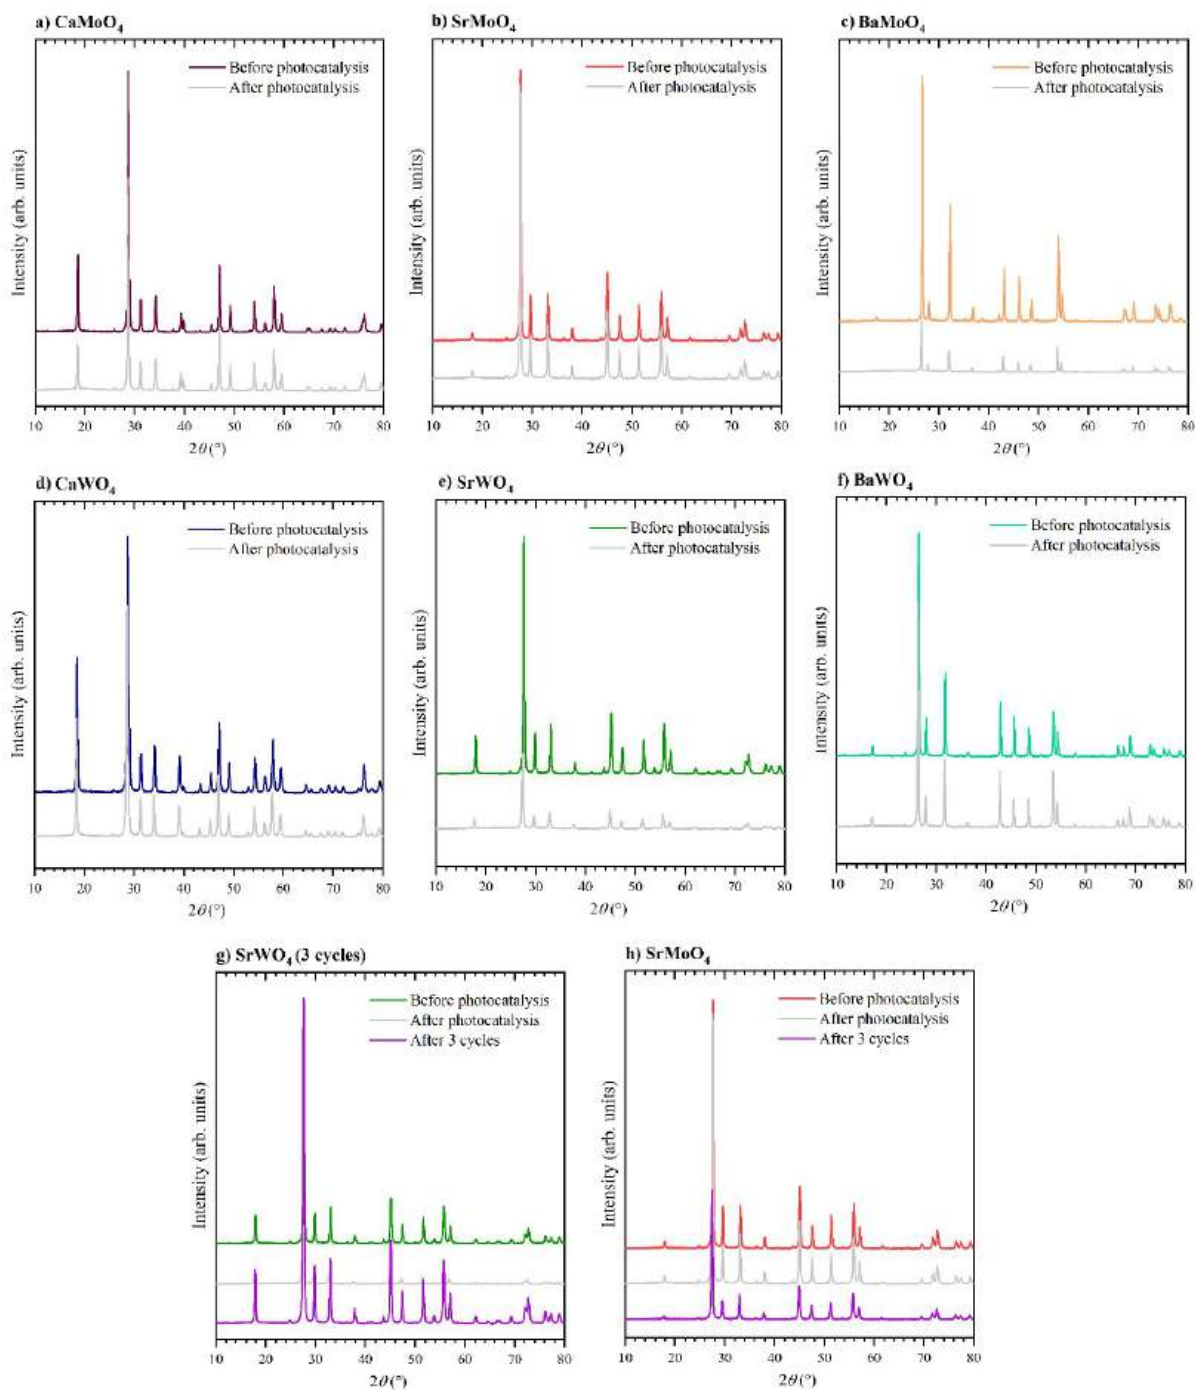 a) CaMoO4
Before photocatalysis
After photocatalysis
Intensity (arb. units)
10 20 30 40 50 60 70 80
2θ(°)
b) SrMoO4
Before photocatalysis
After photocatalysis
Intensity (arb. units)
10 20 30 40 50 60 70 80
2θ(°)
c) BaMoO4
Before photocatalysis
After photocatalysis
Intensity (arb. units)
10 20 30 40 50 60 70 80
2θ(°)
d) CaWO4
Before photocatalysis
After photocatalysis
Intensity (arb. units)
10 20 30 40 50 60 70 80
2θ(°)
e) SrWO4
Before photocatalysis
After photocatalysis
Intensity (arb. units)
10 20 30 40 50 60 70 80
2θ(°)
f) BaWO4
Before photocatalysis
After photocatalysis
Intensity (arb. units)
10 20 30 40 50 60 70 80
2θ(°)
g) SrWO4 (3 cycles)
Before photocatalysis
After photocatalysis
After 3 cycles
Intensity (arb. units)
10 20 30 40 50 60 70 80
2θ(°)
h) SrMoO4
Before photocatalysis
After photocatalysis
After 3 cycles
Intensity (arb. units)
10 20 30 40 50 60 70 80
2θ(°)